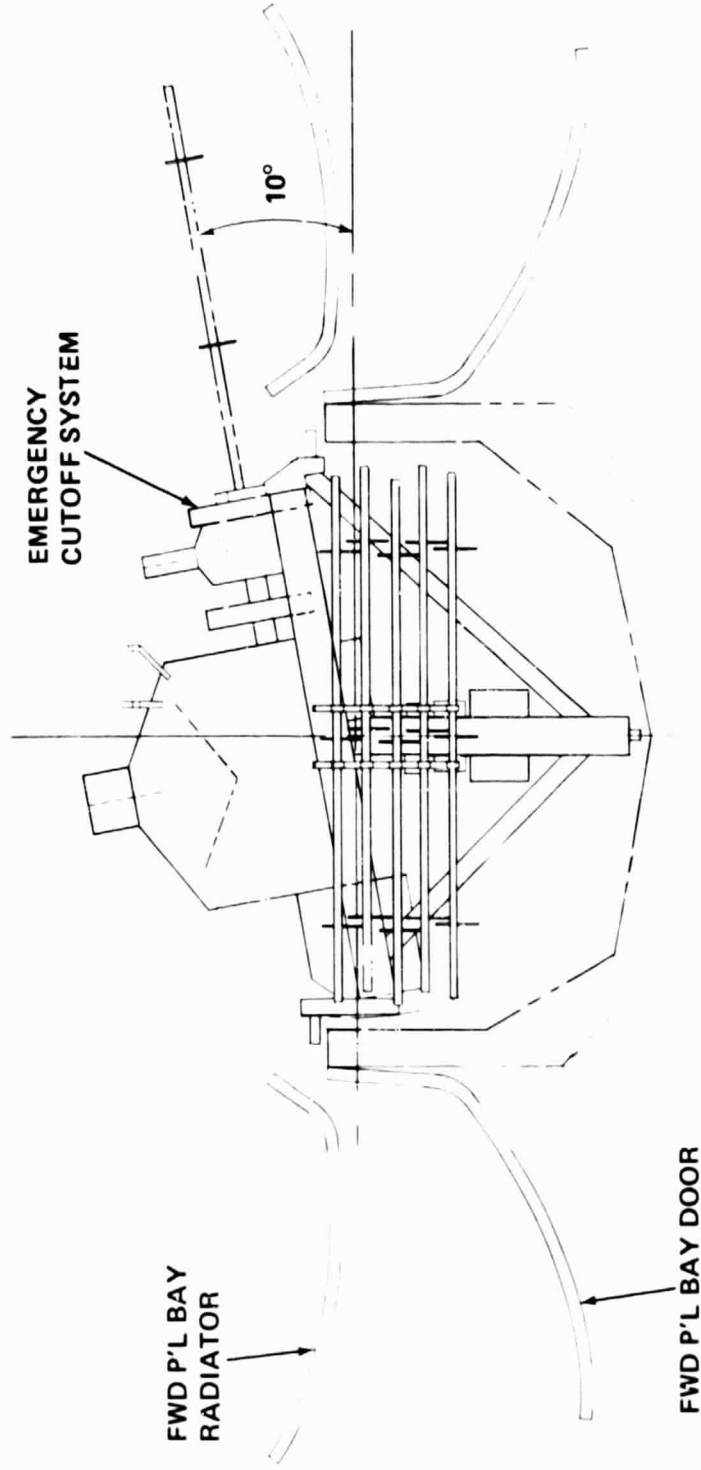 EMERGENCY
CUTOFF SYSTEM
10°
FWD P'L BAY
RADIATOR
FWD P'L BAY DOOR